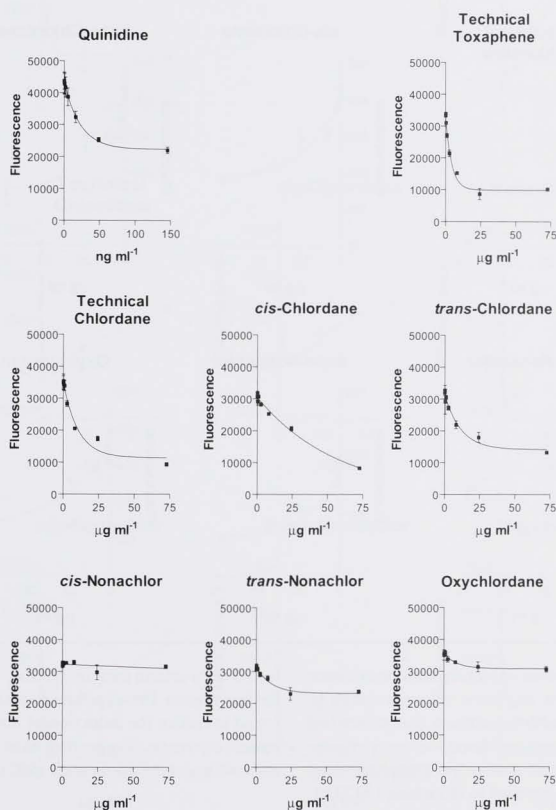 Quinidine
Fluorescence
50000
40000
30000
20000
10000
0
0 50 100 150
ng ml⁻¹
Technical
Toxaphene
Fluorescence
50000
40000
30000
20000
10000
0
0 25 50 75
µg ml⁻¹
Technical
Chlordane
Fluorescence
50000
40000
30000
20000
10000
0
0 25 50 75
µg ml⁻¹
cis-Chlordane
Fluorescence
50000
40000
30000
20000
10000
0
0 25 50 75
µg ml⁻¹
trans-Chlordane
Fluorescence
50000
40000
30000
20000
10000
0
0 25 50 75
µg ml⁻¹
cis-Nonachlor
Fluorescence
50000
40000
30000
20000
10000
0
0 25 50 75
µg ml⁻¹
trans-Nonachlor
Fluorescence
50000
40000
30000
20000
10000
0
0 25 50 75
µg ml⁻¹
Oxychlordane
Fluorescence
50000
40000
30000
20000
10000
0
0 25 50 75
µg ml⁻¹